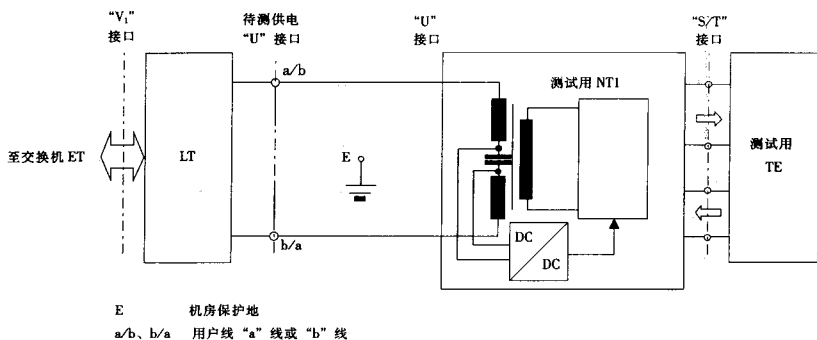 “V₁”
接口
待测供电
“U” 接口
“U”
接口
“S/T”
接口
a/b
测试用 NT1
至交换机 ET
LT
E
测试用
TE
DC
DC
b/a
E 机房保护地
a/b、b/a 用户线 “a” 线或 “b” 线